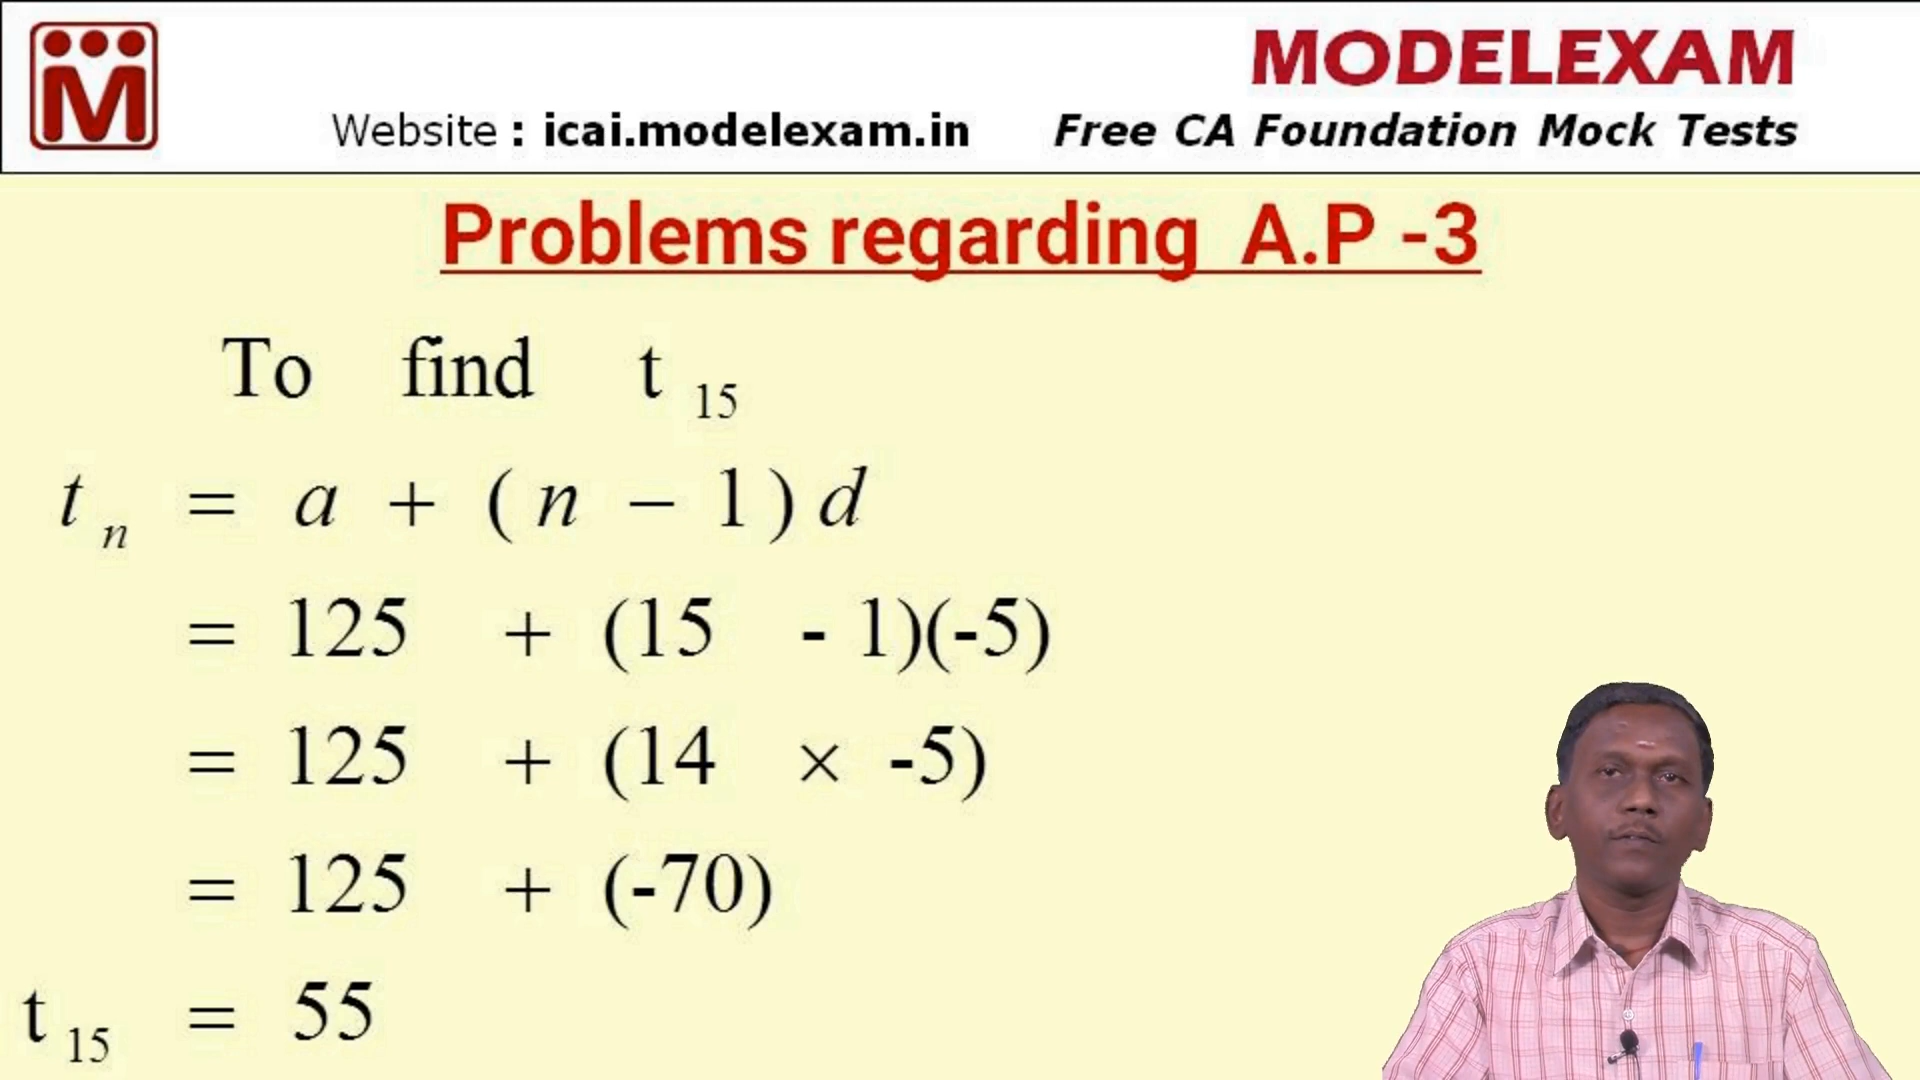 M
MODELEXAM
Website : icai.modelexam.in Free CA Foundation Mock Tests
Problems regarding A.P -3
To find t 15
t n = a + ( n − 1 ) d
= 125 + (15 - 1)(-5)
= 125 + (14 × -5)
= 125 + (-70)
t 15 = 55